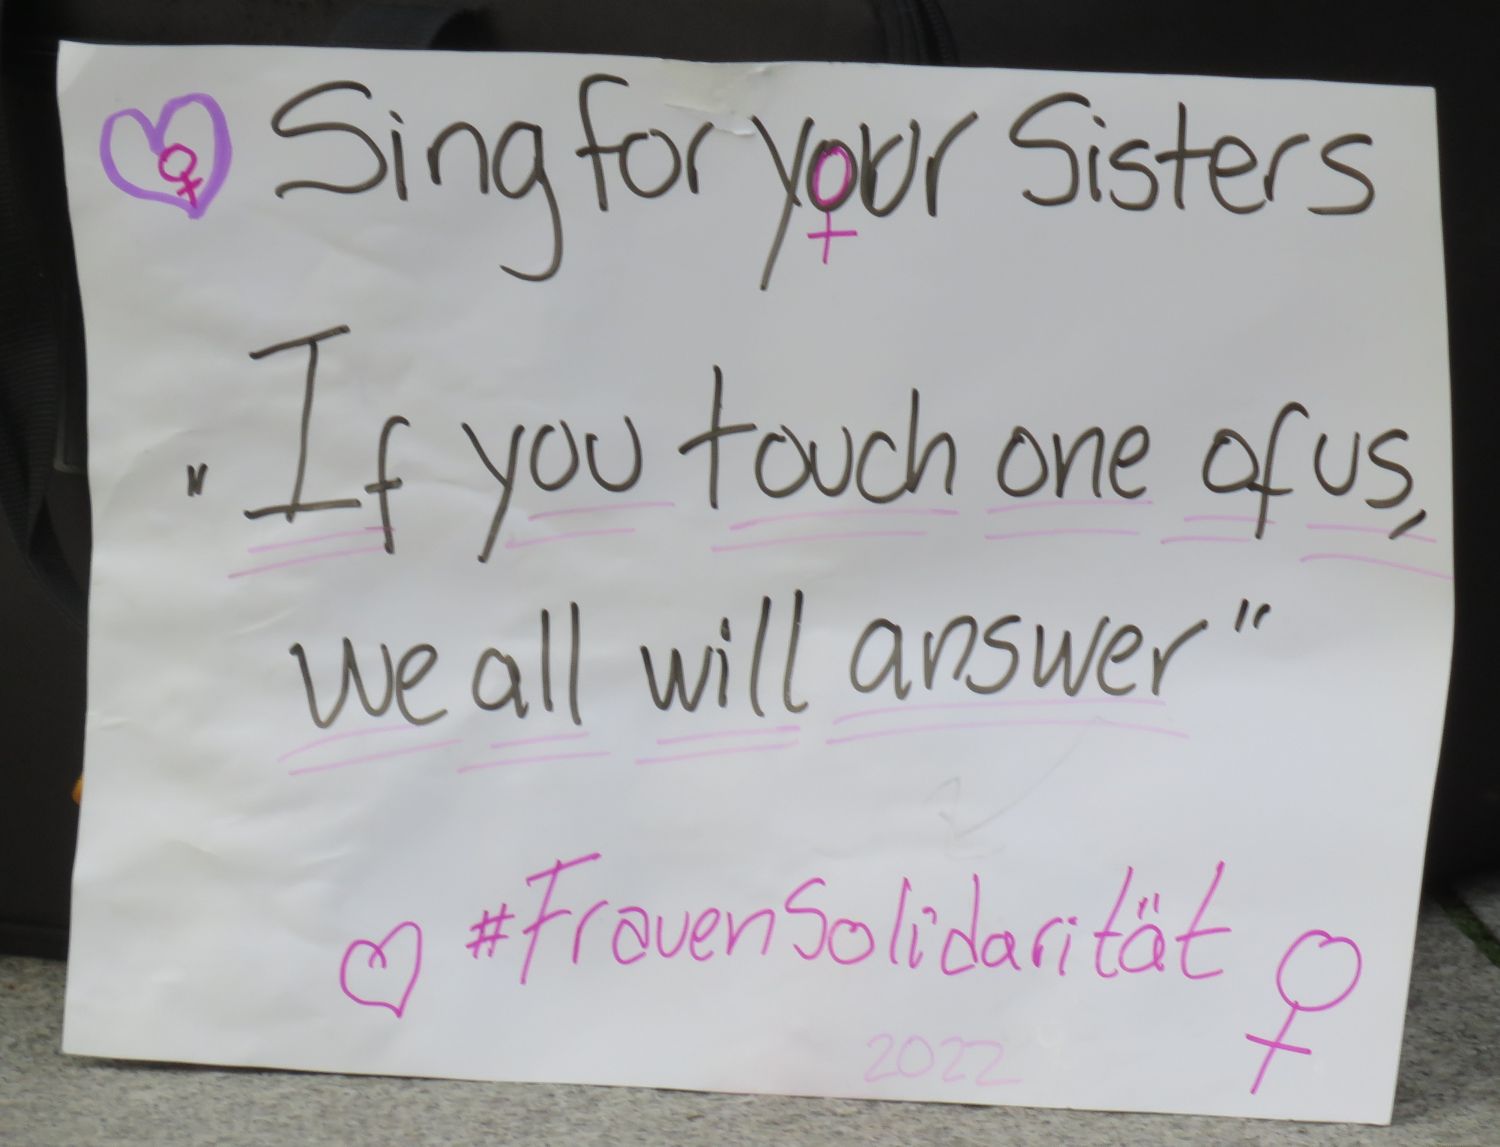 Sing for your Sisters
"If you touch one of us,
we all will answer"
#FrauenSolidarität
2022